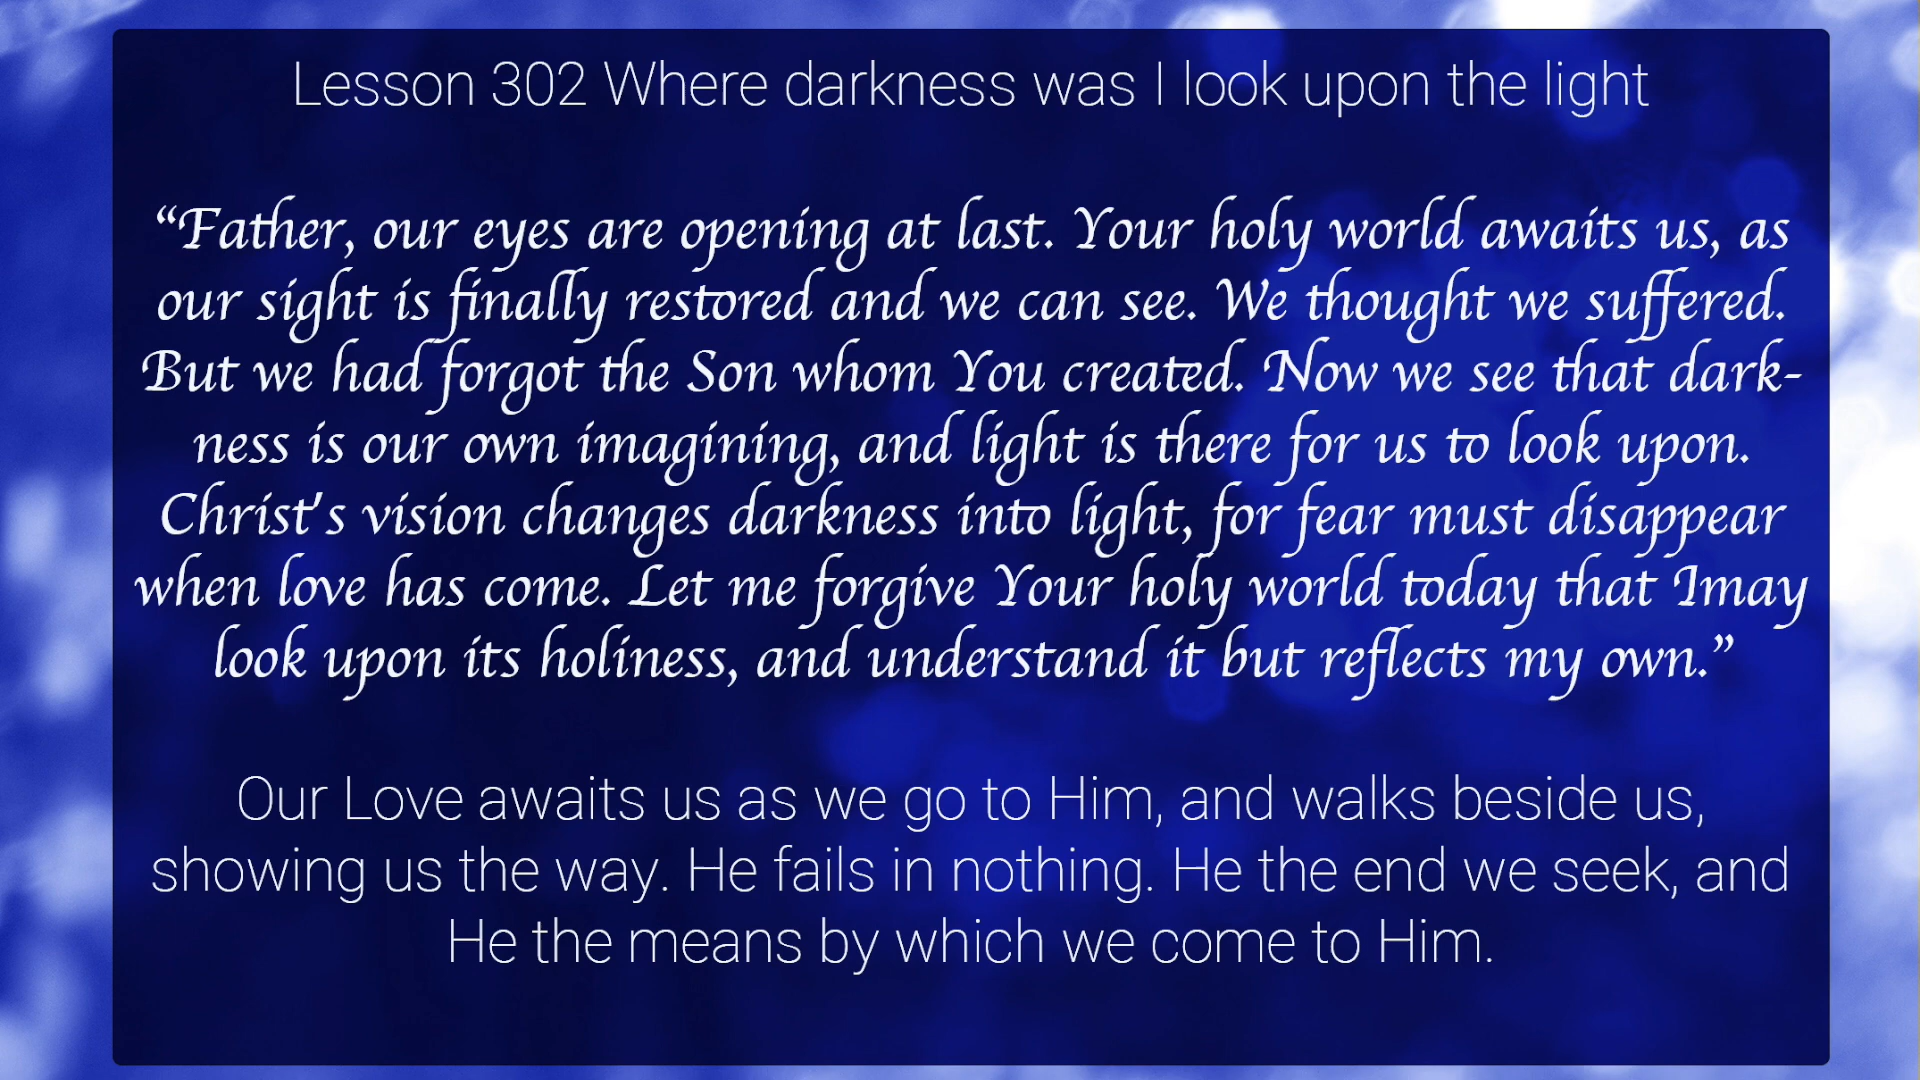 Lesson 302 Where darkness was I look upon the light
“Father, our eyes are opening at last. Your holy world awaits us, as
our sight is finally restored and we can see. We thought we suffered.
But we had forgot the Son whom You created. Now we see that dark-
ness is our own imagining, and light is there for us to look upon.
Christ's vision changes darkness into light, for fear must disappear
when love has come. Let me forgive Your holy world today that Imay
look upon its holiness, and understand it but reflects my own.”
Our Love awaits us as we go to Him, and walks beside us,
showing us the way. He fails in nothing. He the end we seek, and
He the means by which we come to Him.